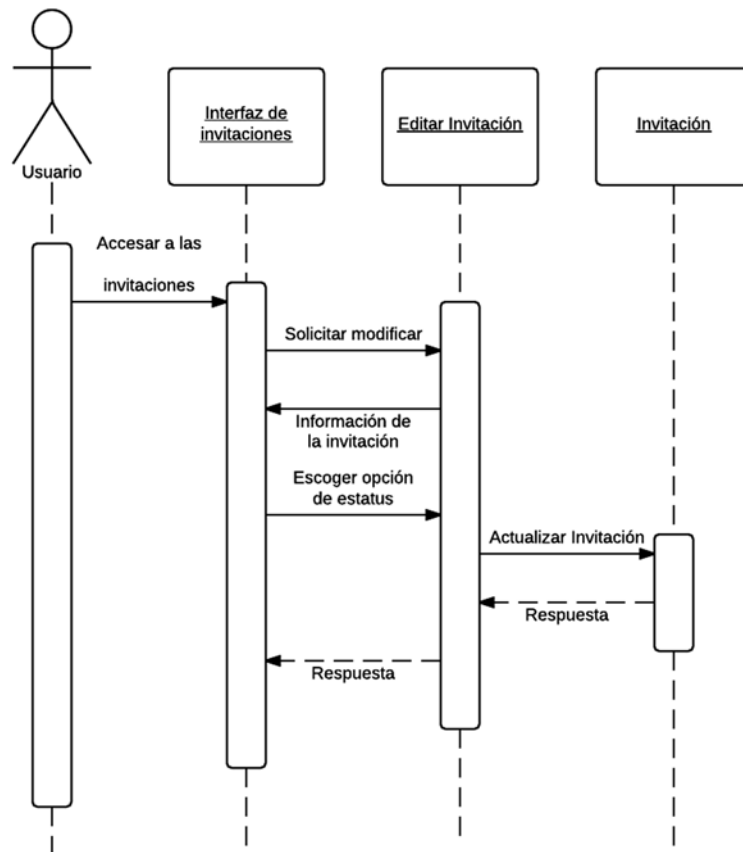 Usuario
Interfaz de
invitaciones
Editar Invitación
Invitación
Accesar a las
invitaciones
Solicitar modificar
Información de
la invitación
Escoger opción
de estatus
Actualizar Invitación
Respuesta
Respuesta